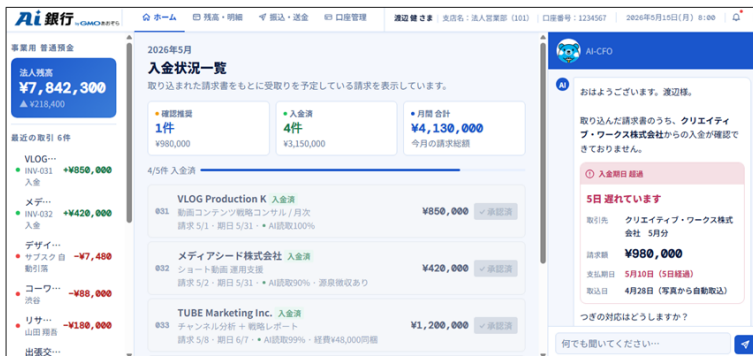 Ai 銀行 by GMOあおぞら
ホーム 残高・明細 振込・送金 口座管理
渡辺 健 さま 支店名：法人営業部（101） 口座番号：1234567 2026年5月15日(月) 8:00
事業用 普通預金
法人残高
¥7,842,300
▲ ¥218,400
最近の取引 6件
VLOG…
INV-031
入金
+¥850,000
メデ…
INV-032
入金
+¥420,000
デザイ…
サブスク 自動引落
-¥7,480
コーワ…
渋谷
-¥88,000
リサ…
山田 翔吾
-¥180,000
出張交…
2026年5月
入金状況一覧
取り込まれた請求書をもとに受取りを予定している請求を表示しています。
確認推奨
1件
¥980,000
入金済
4件
¥3,150,000
月間 合計
¥4,130,000
今月の請求総額
4/5件 入金済
031
VLOG Production K 入金済
動画コンテンツ戦略コンサル / 月次
請求 5/1・期日 5/31・• AI読取100%
¥850,000 ✓承認済
032
メディアシード株式会社 入金済
ショート動画 運用支援
請求 5/2・期日 5/31・• AI読取90%・源泉徴収あり
¥420,000 ✓承認済
033
TUBE Marketing Inc. 入金済
チャンネル分析 + 戦略レポート
請求 5/8・期日 6/7・• AI読取99%・経費¥48,000同梱
¥1,200,000 ✓承認済
AI-CFO
AI
おはようございます。渡辺様。
取り込んだ請求書のうち、クリエイティ
ブ・ワークス株式会社からの入金が確認で
きておりません。
入金期日 超過
5日 遅れています
取引先 クリエイティブ・ワークス株式
会社 5月分
請求額 ¥980,000
支払期日 5月10日（5日経過）
取込日 4月28日（写真から自動取込）
つぎの対応はどうしますか？
何でも聞いてください…